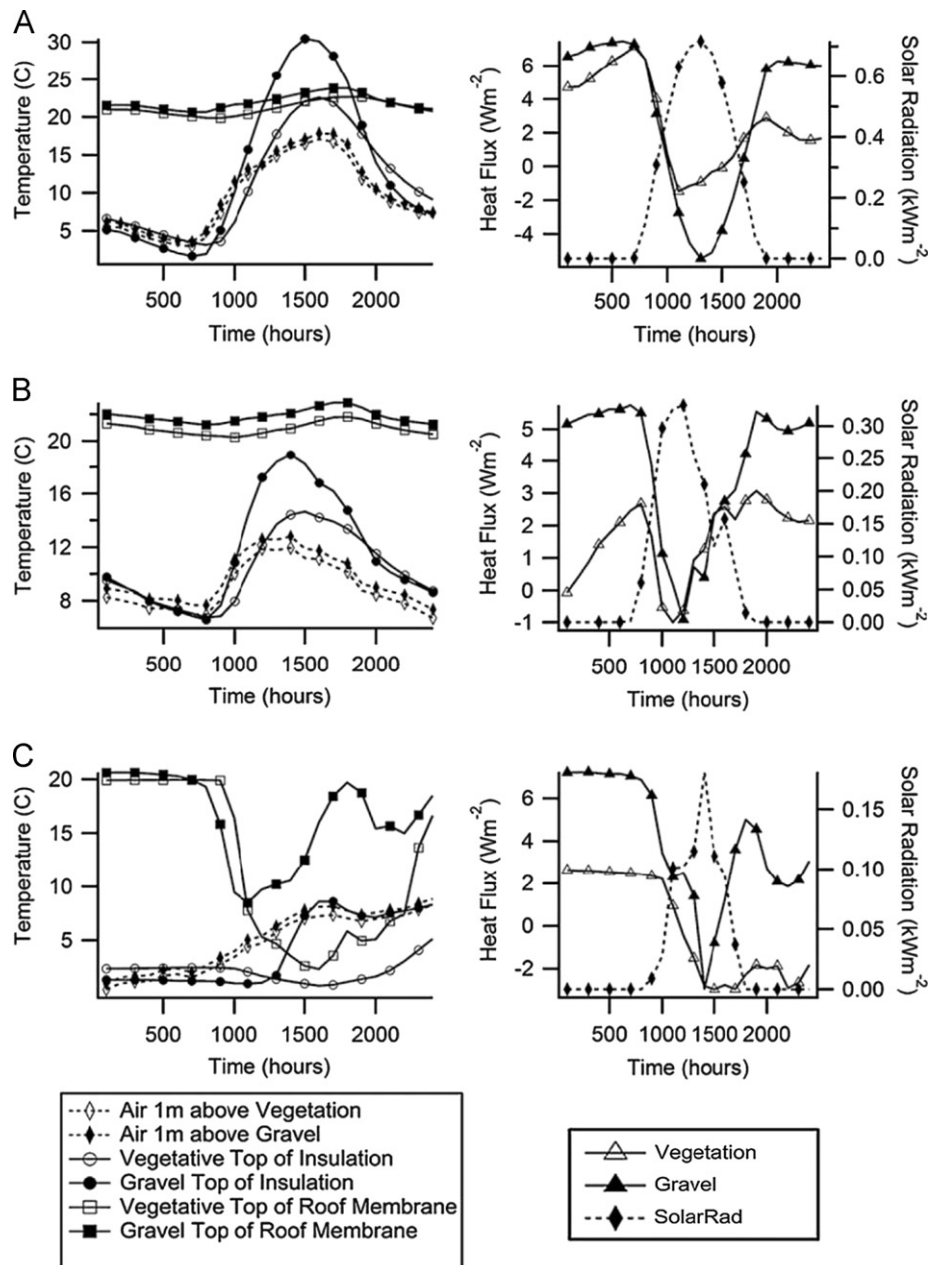 A
30
25
20
15
10
5
Temperature (C)
500 1000 1500 2000
Time (hours)
6
4
2
0
-2
-4
Heat Flux (Wm-2)
500 1000 1500 2000
Time (hours)
0.6
0.4
0.2
0.0
Solar Radiation (kWm-2)
B
20
16
12
8
Temperature (C)
500 1000 1500 2000
Time (hours)
5
4
3
2
1
0
-1
Heat Flux (Wm-2)
500 1000 1500 2000
Time (hours)
0.30
0.25
0.20
0.15
0.10
0.05
0.00
Solar Radiation (kWm-2)
C
20
15
10
5
Temperature (C)
500 1000 1500 2000
Time (hours)
6
4
2
0
-2
Heat Flux (Wm-2)
500 1000 1500 2000
Time (hours)
0.15
0.10
0.05
0.00
Solar Radiation (kWm-2)
Air 1m above Vegetation
Air 1m above Gravel
Vegetative Top of Insulation
Gravel Top of Insulation
Vegetative Top of Roof Membrane
Gravel Top of Roof Membrane
Vegetation
Gravel
SolarRad